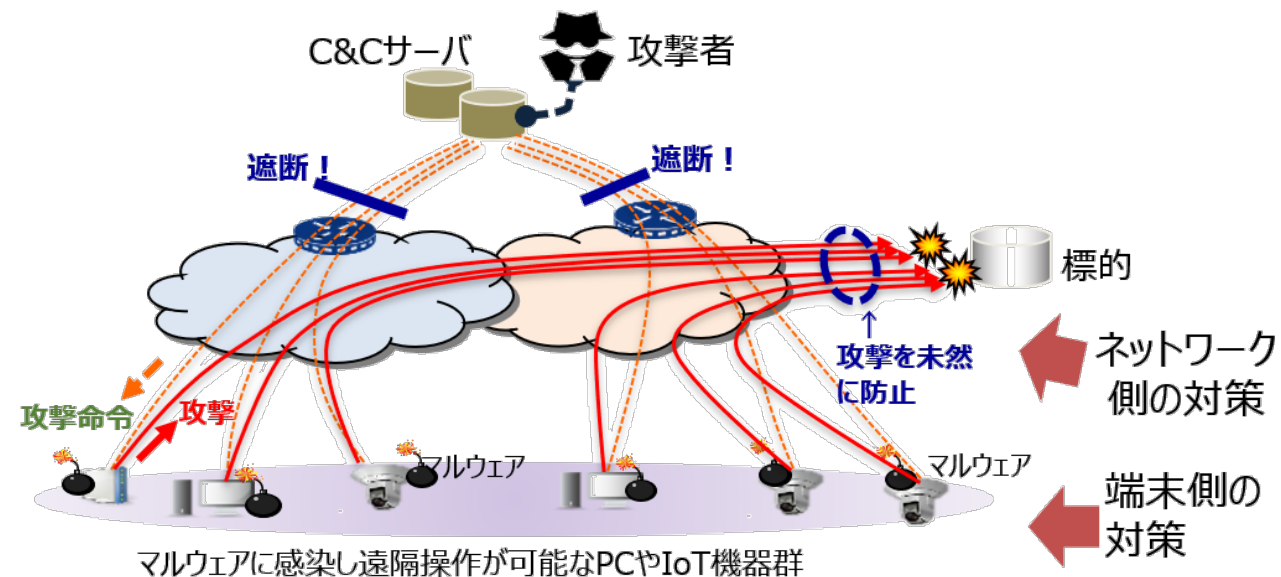 C&Cサーバ
攻撃者
遮断！
遮断！
標的
↑
攻撃を未然
に防止
ネットワーク
側の対策
攻撃命令
攻撃
マルウェア
マルウェア
端末側の
対策
マルウェアに感染し遠隔操作が可能なPCやIoT機器群